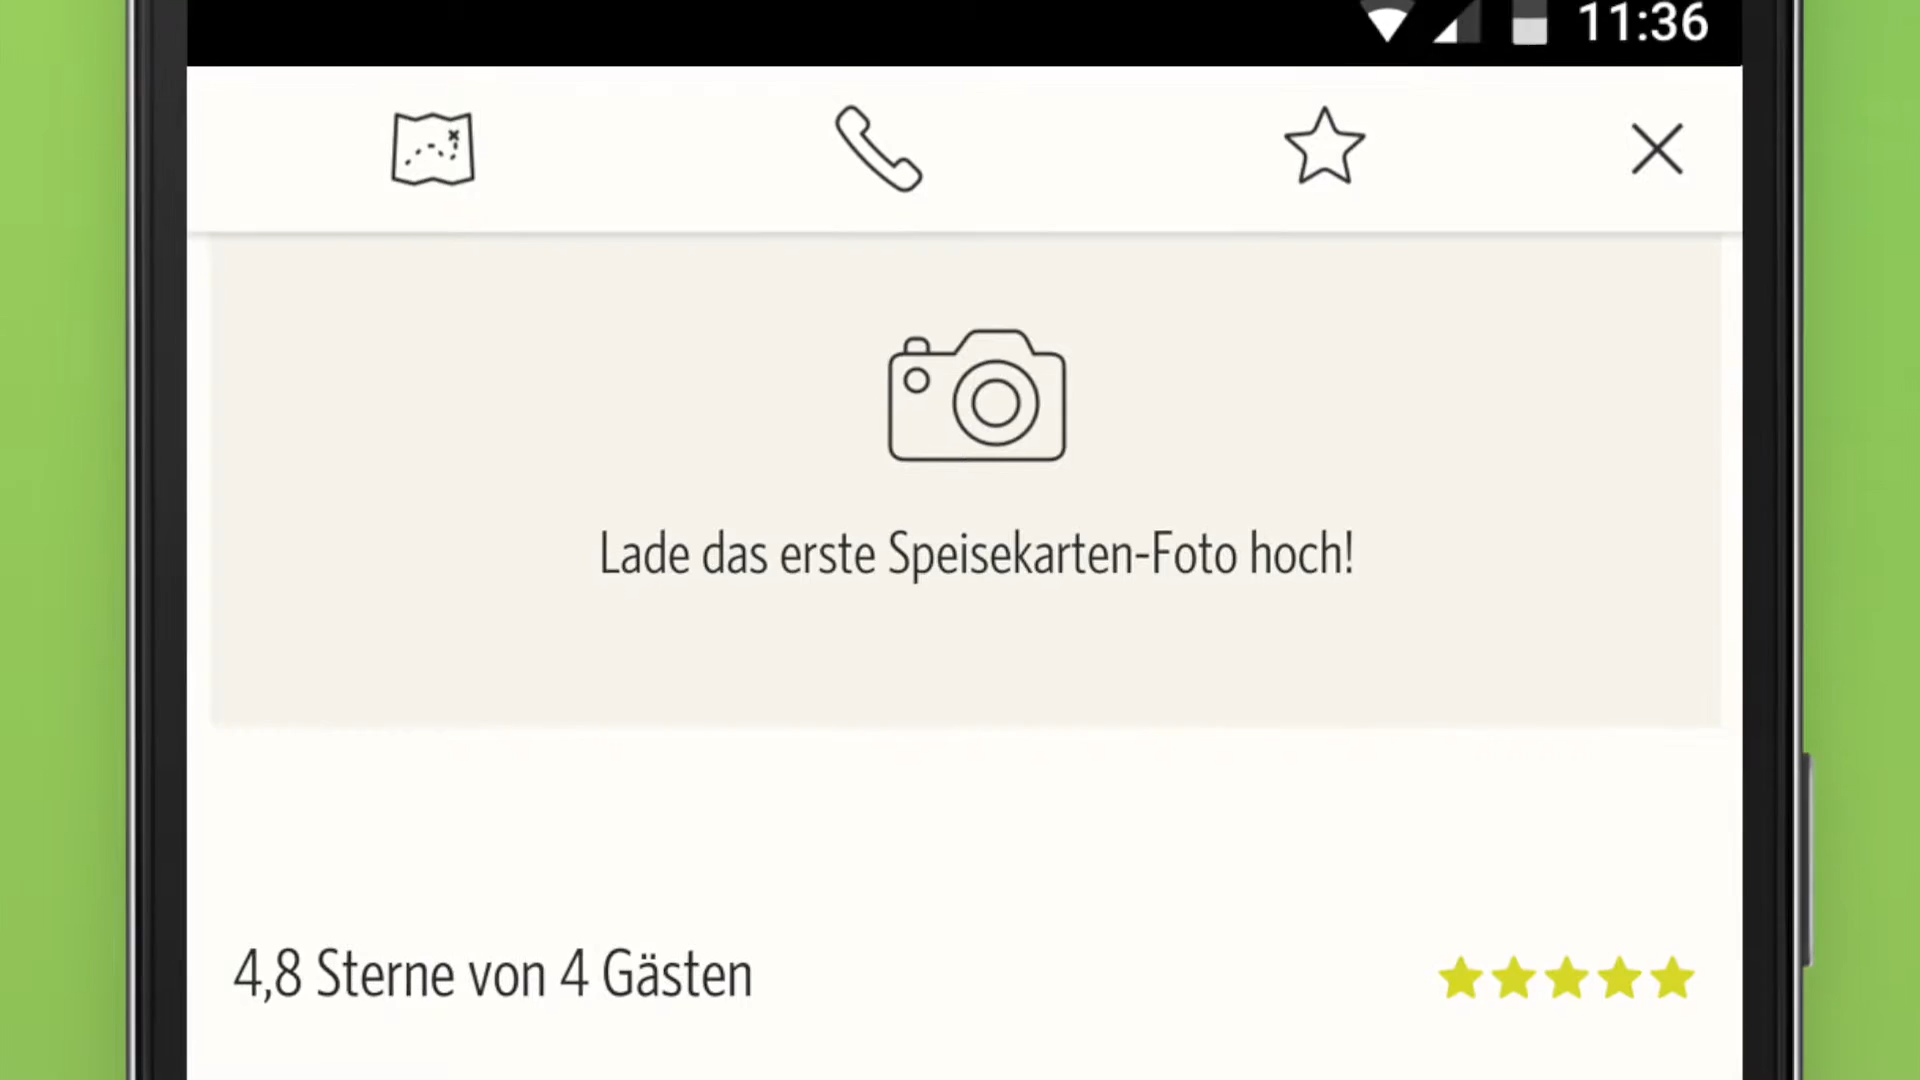 11:36
Lade das erste Speisekarten-Foto hoch!
4,8 Sterne von 4 Gästen